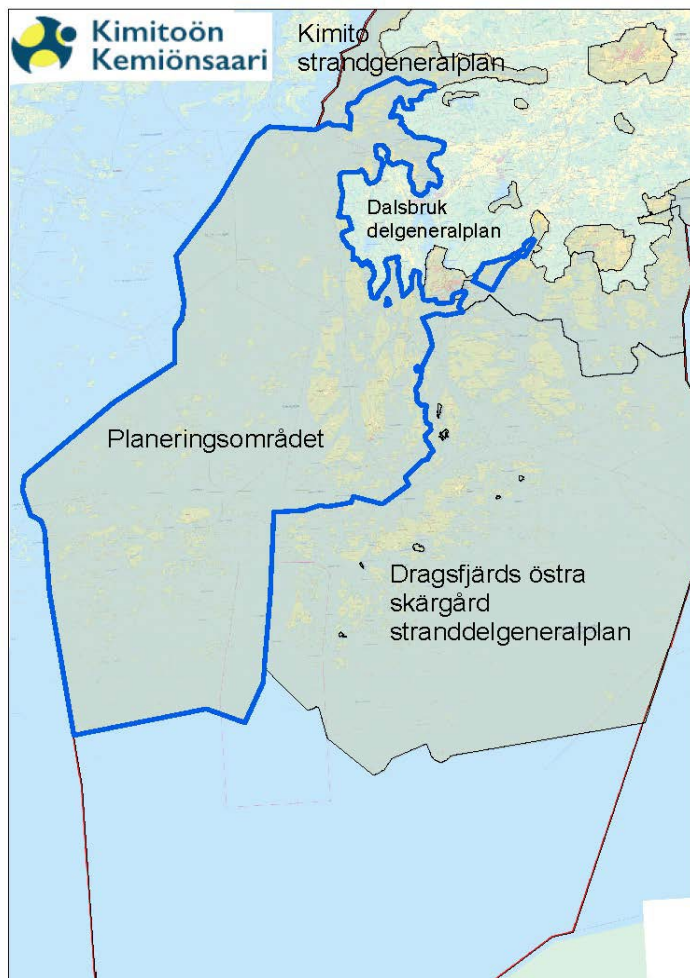 Kimitoön
Kemiönsaari
Kimito
strandgeneralplan
Dalsbruk
delgeneralplan
Planeringsområdet
Dragsfjärds östra
skärgård
stranddelgeneralplan